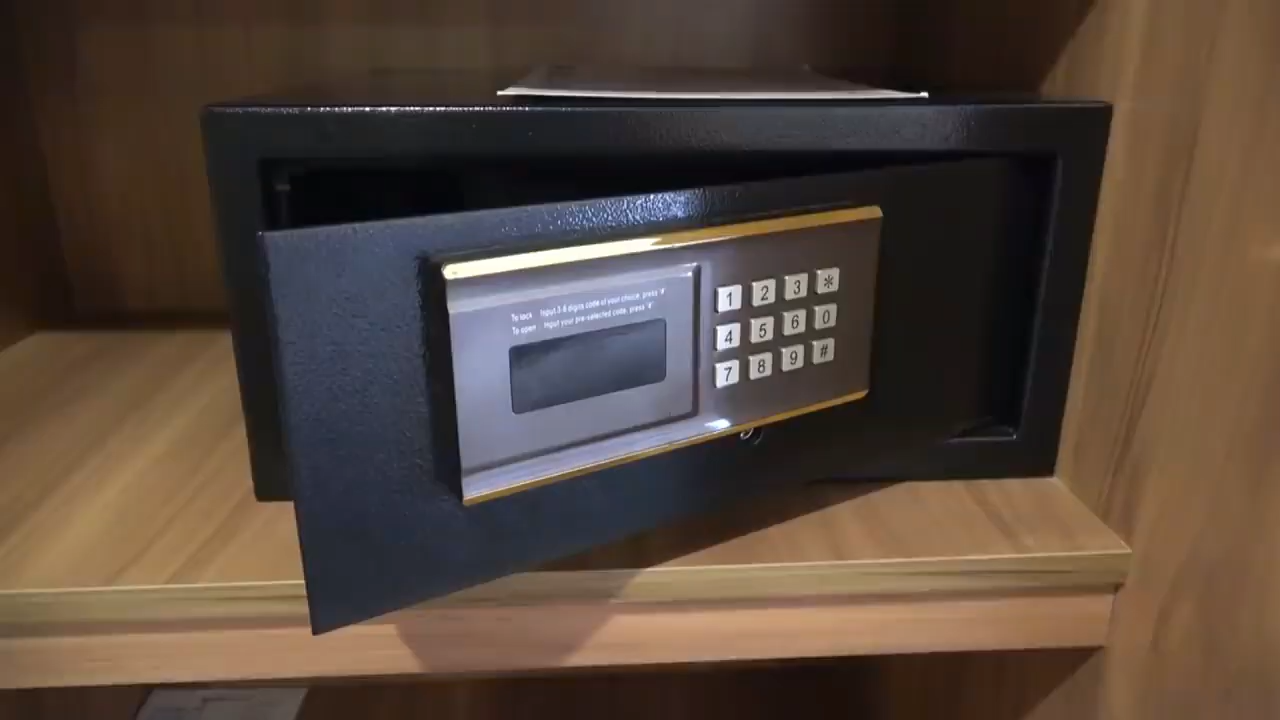 To lock Input 3-6 digits code of your choice, press '#'
To open Input your pre-selected code, press '#'
1 2 3 *
4 5 6 0
7 8 9 #